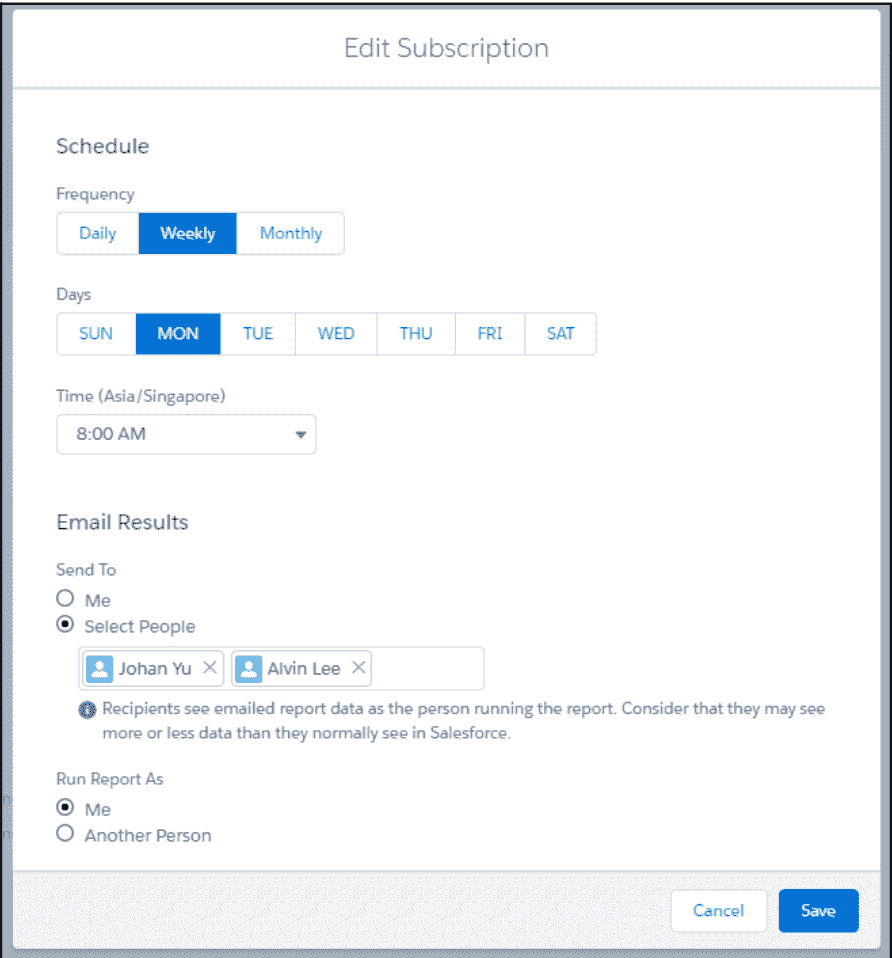 Edit Subscription
Schedule
Frequency
Daily Weekly Monthly
Days
SUN MON TUE WED THU FRI SAT
Time (Asia/Singapore)
8:00 AM
Email Results
Send To
Me
Select People
Johan Yu Alvin Lee
Recipients see emailed report data as the person running the report. Consider that they may see
more or less data than they normally see in Salesforce.
Run Report As
Me
Another Person
Cancel Save